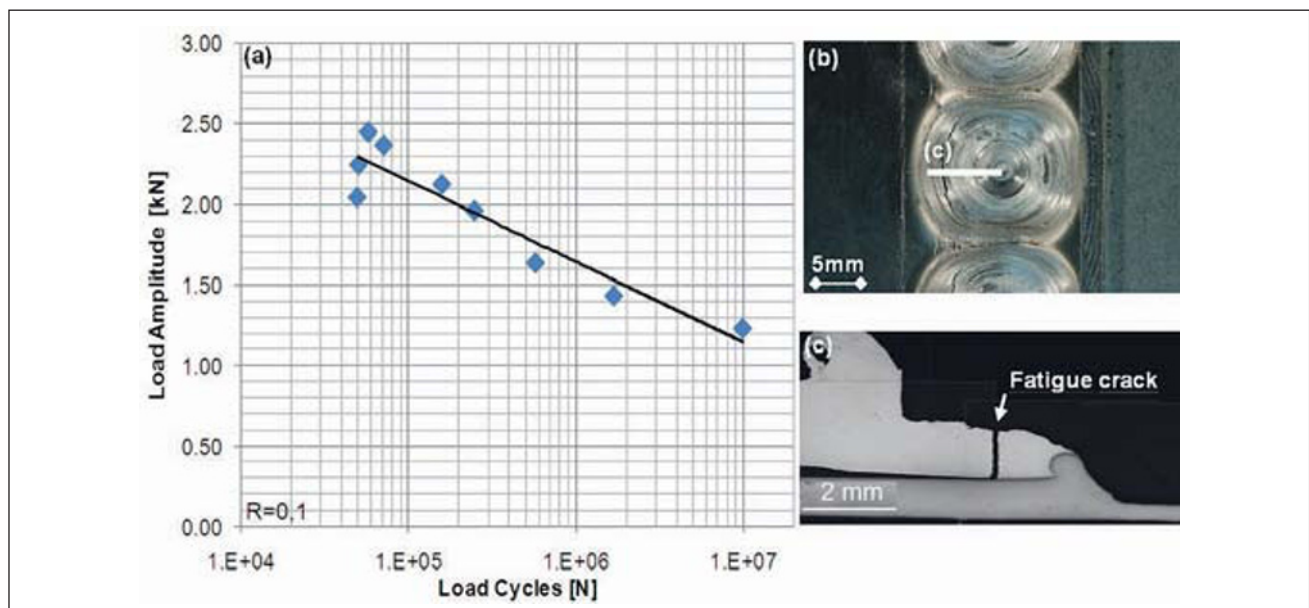 (a)
3.00
2.50
2.00
1.50
1.00
0.50
0.00
Load Amplitude [kN]
R=0,1
1.E+04 1.E+05 1.E+06 1.E+07
Load Cycles [N]
(b)
(c)
5mm
(c)
Fatigue crack
2 mm